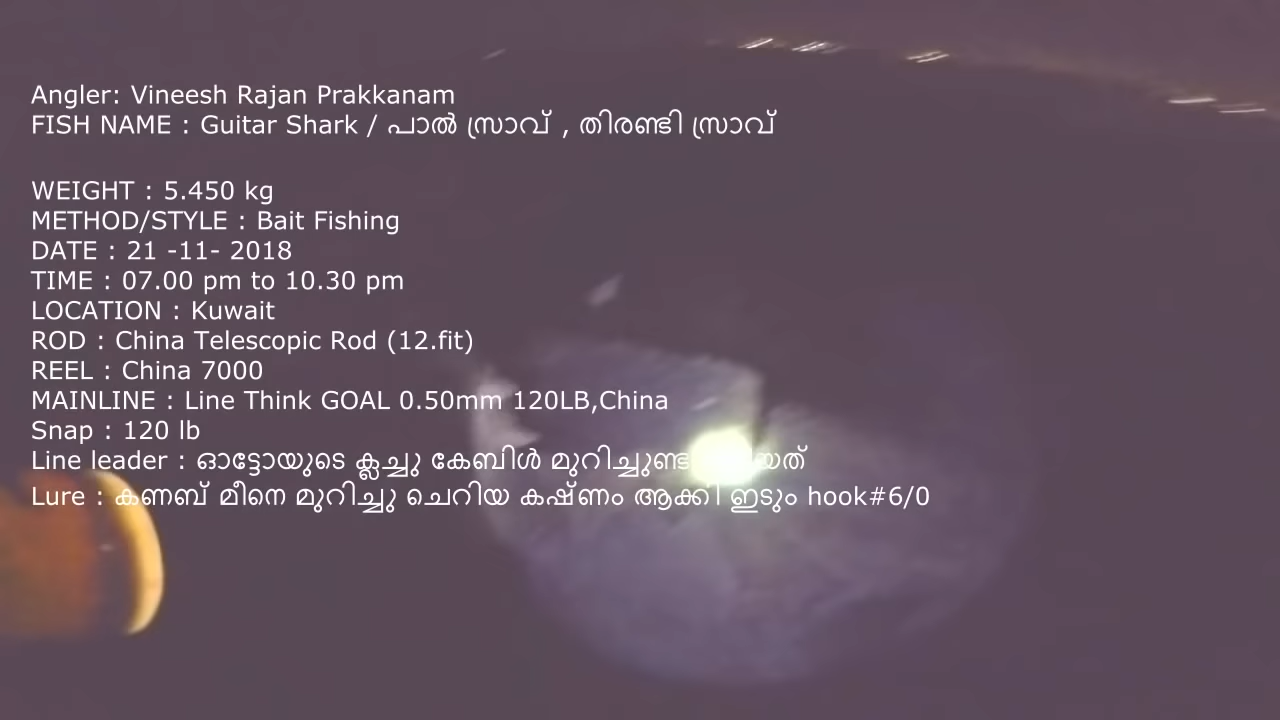 Angler: Vineesh Rajan Prakkanam
FISH NAME : Guitar Shark / പാൽ സ്രാവ് , തിരണ്ടി സ്രാവ്
WEIGHT : 5.450 kg
METHOD/STYLE : Bait Fishing
DATE : 21 -11- 2018
TIME : 07.00 pm to 10.30 pm
LOCATION : Kuwait
ROD : China Telescopic Rod (12.fit)
REEL : China 7000
MAINLINE : Line Think GOAL 0.50mm 120LB,China
Snap : 120 lb
Line leader : ഓട്ടോയുടെ ക്ലച്ചു കേബിൾ
Lure : കണബ് മീനെ മുറിച്ചു ചെറിയ കഷ്ണം ആക്കി ഇടും hook#6/0